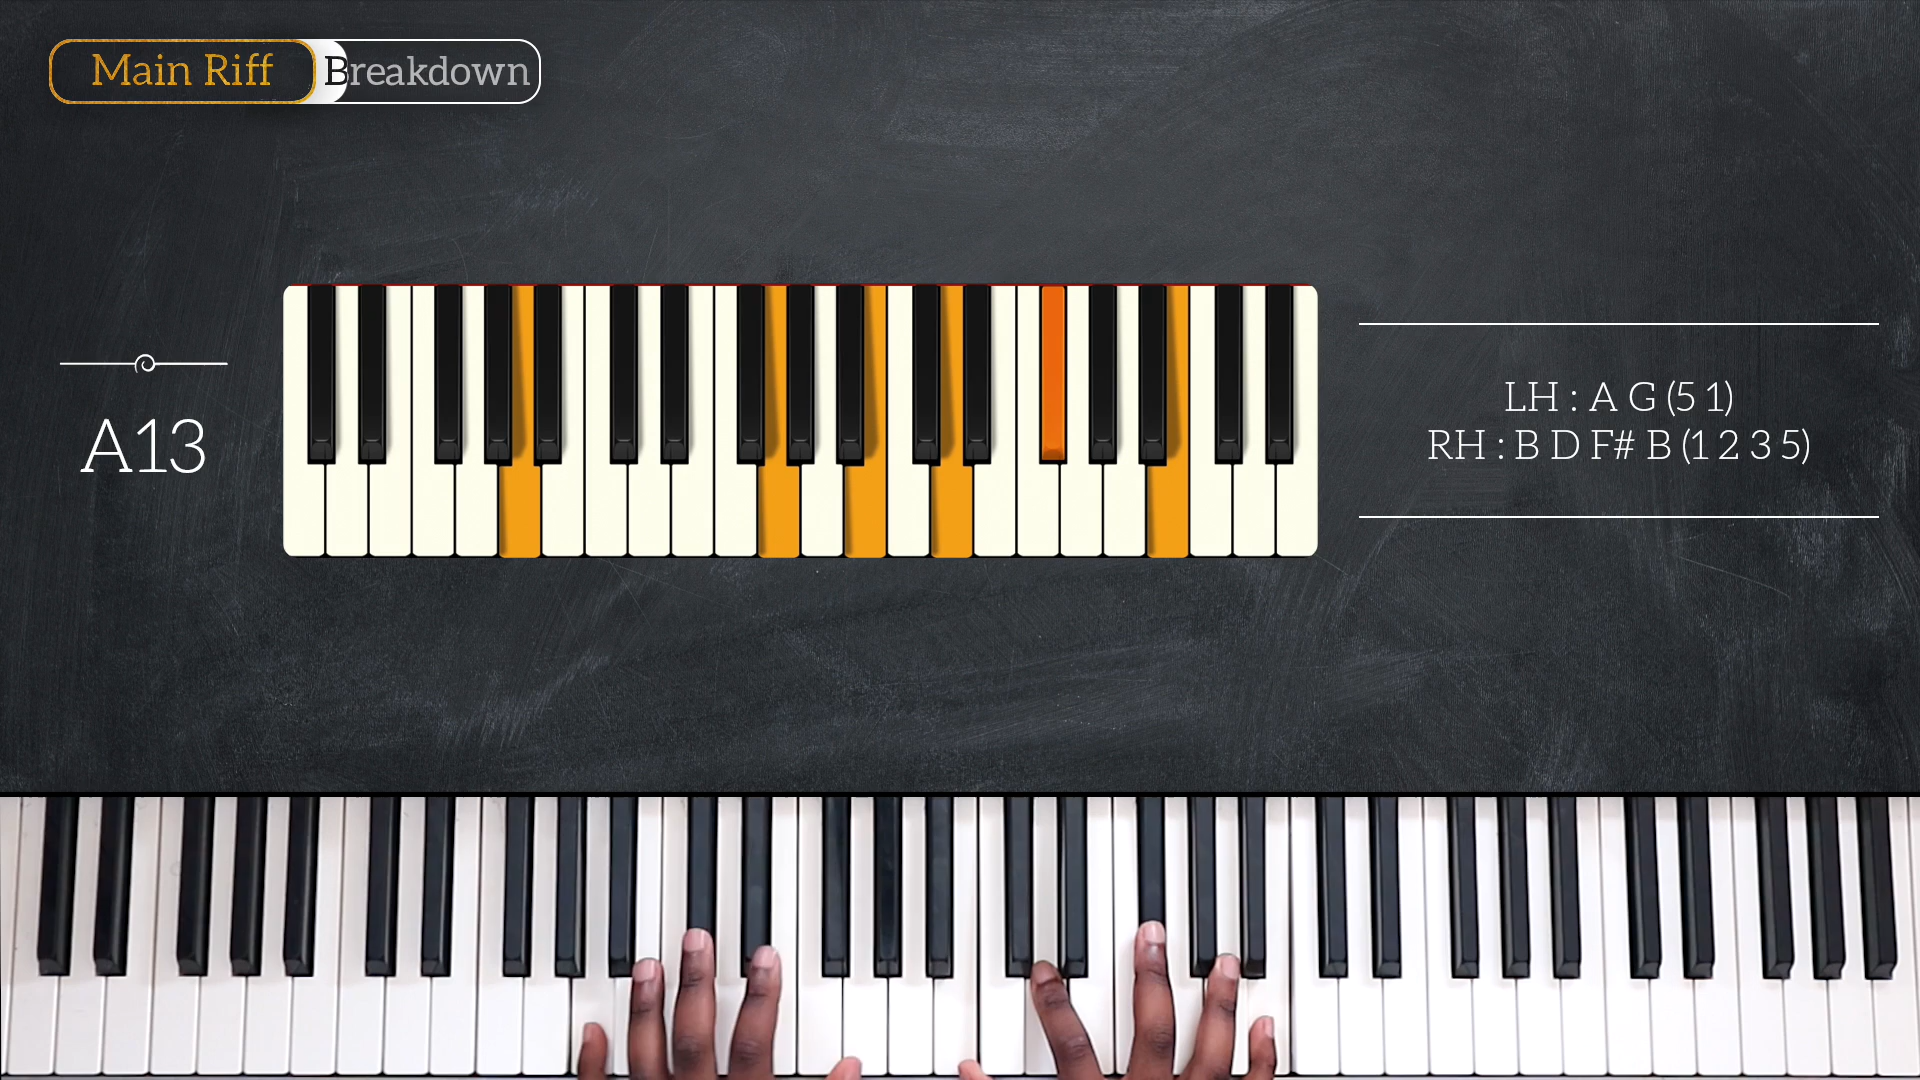 Main Riff
Breakdown
A13
LH : A G (5 1)
RH : B D F# B (1 2 3 5)